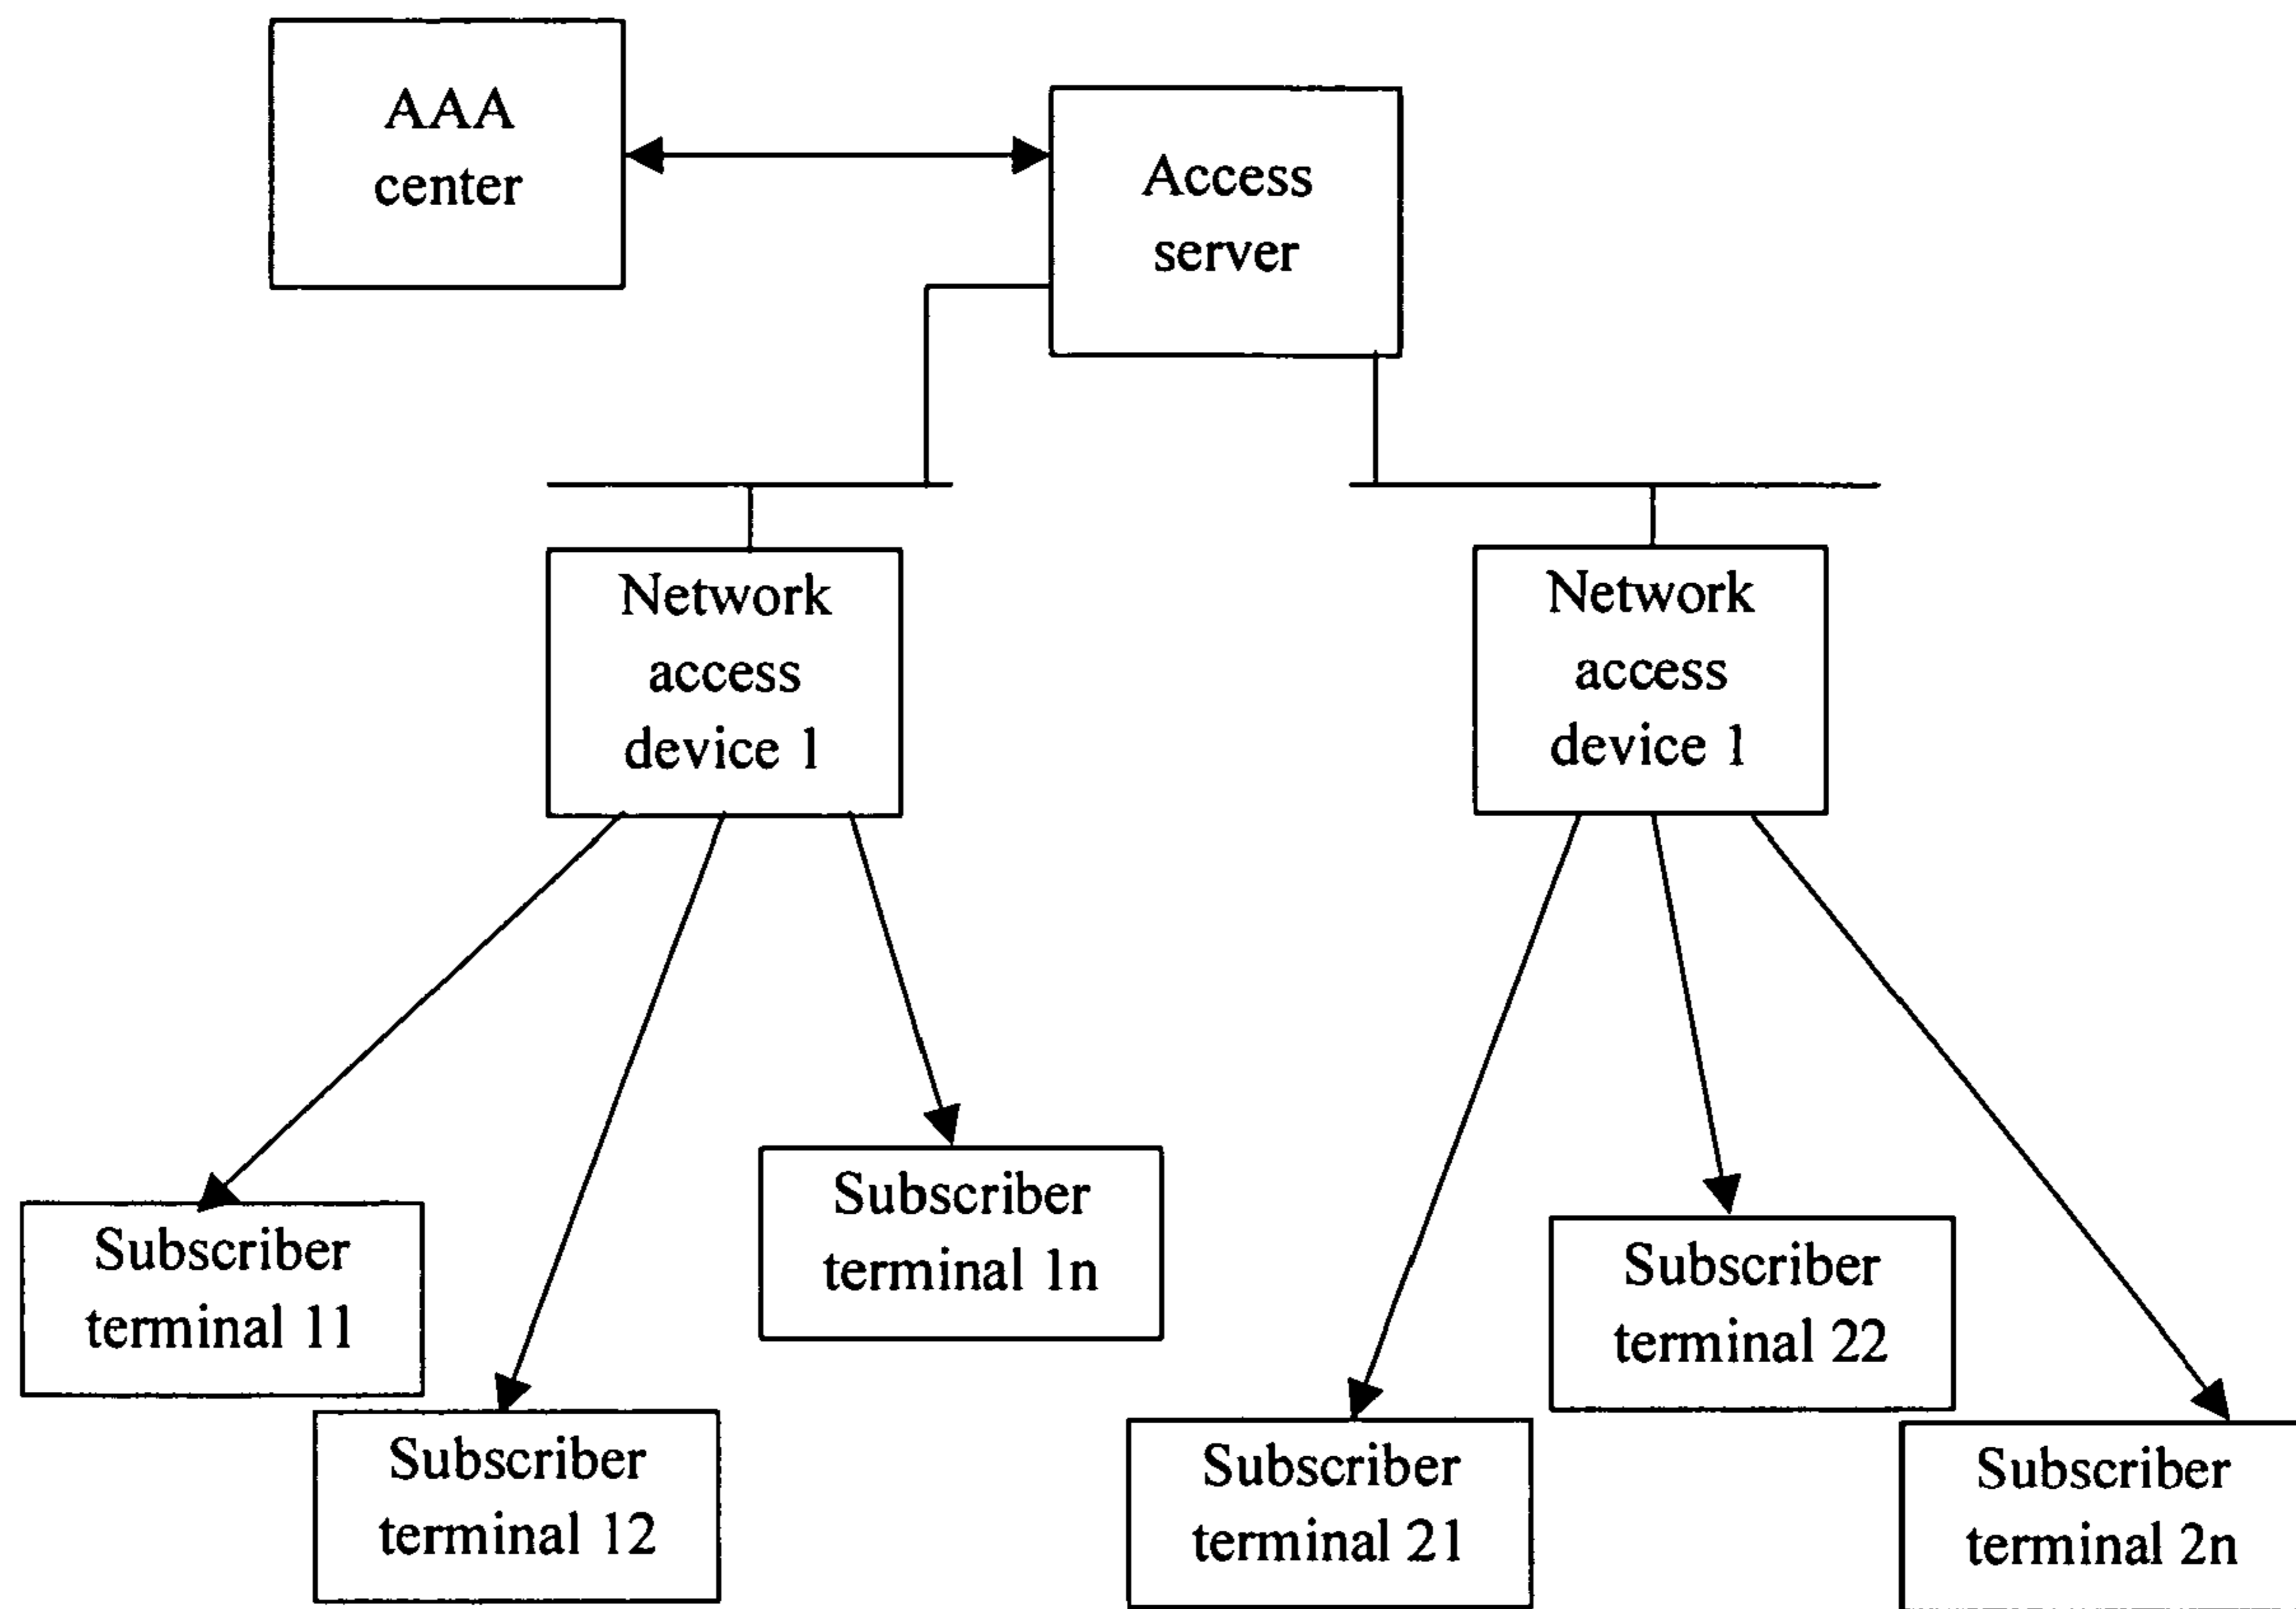 AAA
center
Access
server
Network
access
device 1
Network
access
device 1
Subscriber
terminal 1n
Subscriber
terminal 11
Subscriber
terminal 22
Subscriber
terminal 12
Subscriber
terminal 21
Subscriber
terminal 2n